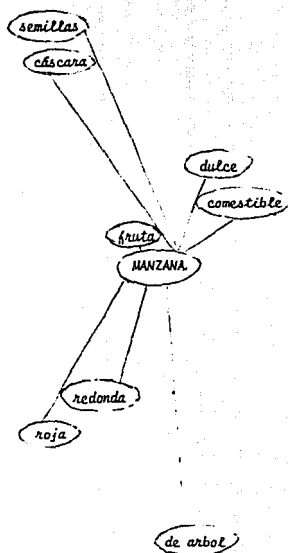 semillas
cáscara
dulce
comestible
fruta
MANZANA
redonda
roja
de arbol